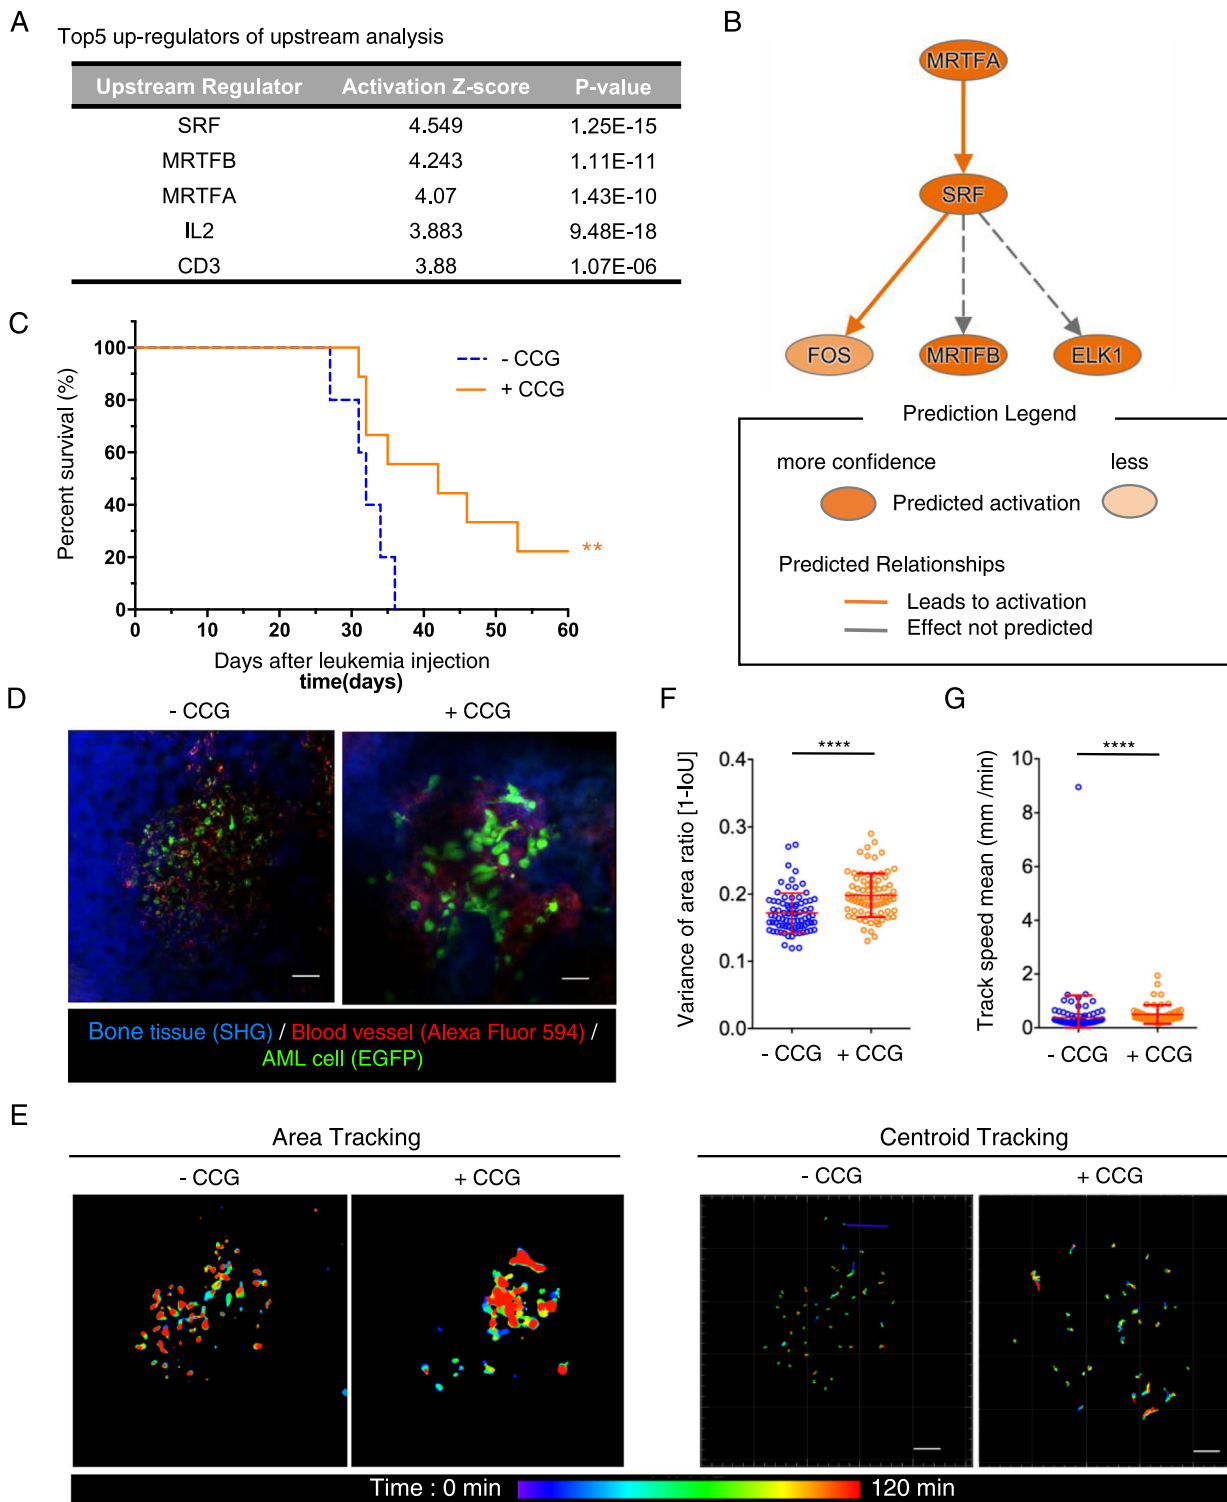 A
Top5 up-regulators of upstream analysis
Upstream Regulator Activation Z-score P-value
SRF 4.549 1.25E-15
MRTFB 4.243 1.11E-11
MRTFA 4.07 1.43E-10
IL2 3.883 9.48E-18
CD3 3.88 1.07E-06
B
MRTFA
SRF
FOS MRTFB ELK1
Prediction Legend
more confidence less
Predicted activation
Predicted Relationships
Leads to activation
Effect not predicted
C
Percent survival (%)
100
80
60
40
20
0
0 10 20 30 40 50 60
- CCG
+ CCG
**
Days after leukemia injection
time(days)
D
- CCG + CCG
Bone tissue (SHG) / Blood vessel (Alexa Fluor 594) /
AML cell (EGFP)
F
Variance of area ratio [1-IoU]
0.4
0.3
0.2
0.1
0.0
****
- CCG + CCG
G
Track speed mean (mm /min)
10
8
6
4
2
0
****
- CCG + CCG
E
Area Tracking
- CCG + CCG
Centroid Tracking
- CCG + CCG
Time : 0 min 120 min